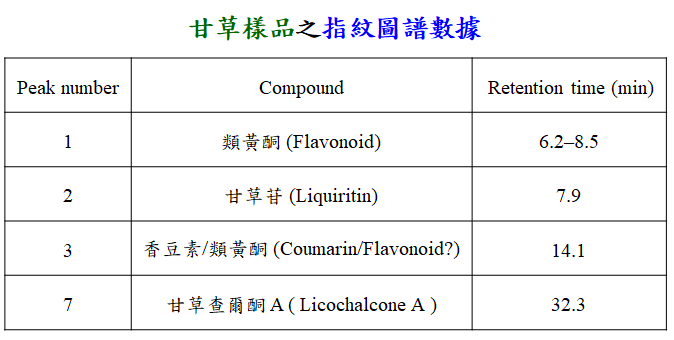 甘草樣品之指紋圖譜數據
Peak number Compound Retention time (min)
1 類黃酮 (Flavonoid) 6.2–8.5
2 甘草苷 (Liquiritin) 7.9
3 香豆素/類黃酮 (Coumarin/Flavonoid?) 14.1
7 甘草查爾酮 A ( Licochalcone A ) 32.3